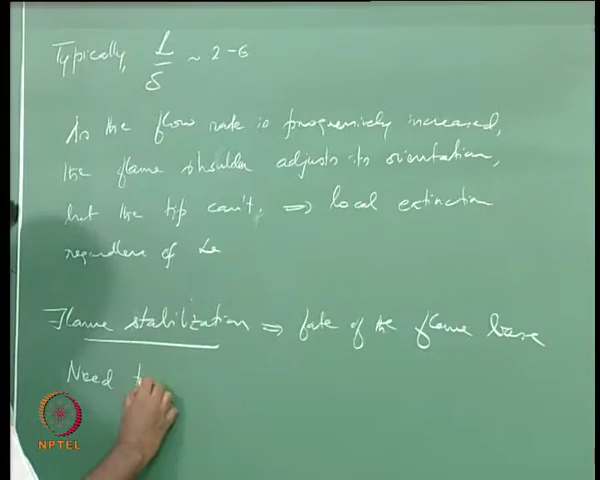 Typically, L/δ ~ 2-6
As the flow rate is progressively increased,
the flame shoulder adjusts its orientation,
but the tip can't, ⇒ local extinction
regardless of Le
Flame stabilization ⇒ fate of the flame base
Need t
NPTEL